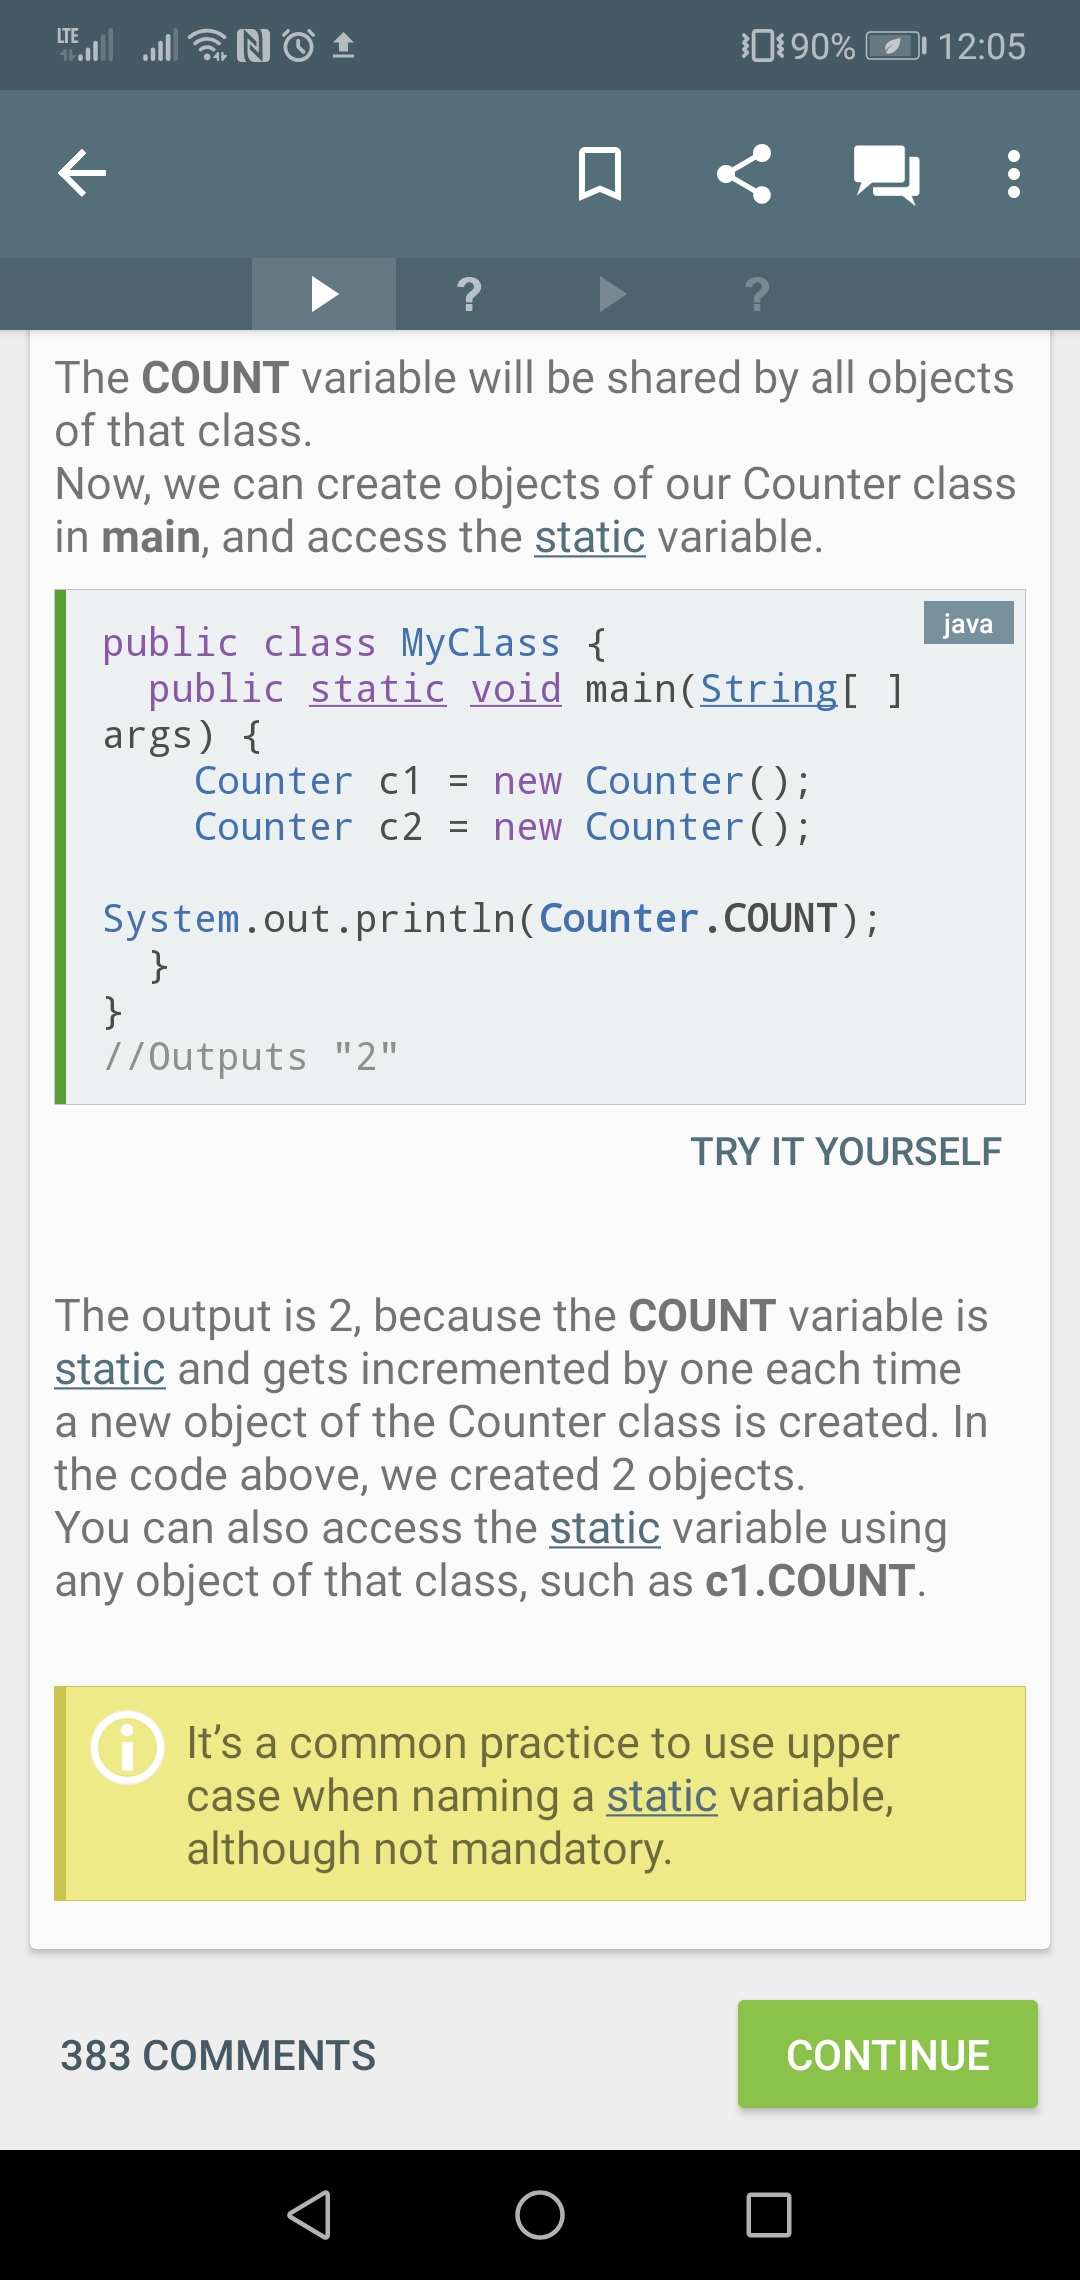 LTE 90% 12:05
? ?
The COUNT variable will be shared by all objects
of that class.
Now, we can create objects of our Counter class
in main, and access the static variable.
java
public class MyClass {
public static void main(String[ ]
args) {
Counter c1 = new Counter();
Counter c2 = new Counter();
System.out.println(Counter.COUNT);
}
}
//Outputs "2"
TRY IT YOURSELF
The output is 2, because the COUNT variable is
static and gets incremented by one each time
a new object of the Counter class is created. In
the code above, we created 2 objects.
You can also access the static variable using
any object of that class, such as c1.COUNT.
It’s a common practice to use upper
case when naming a static variable,
although not mandatory.
383 COMMENTS CONTINUE